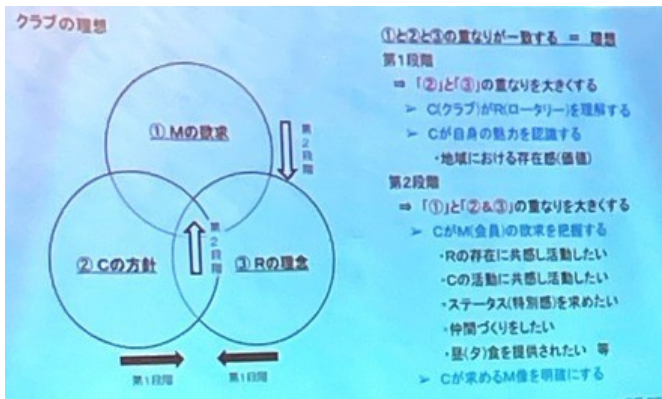 クラブの理想
① Mの欲求
第2段階
第2段階
② Cの方針
③ Rの理念
第1段階
第1段階
①と②と③の重なりが一致する = 理想
第1段階
⇒ 「②」と「③」の重なりを大きくする
➢ C(クラブ)がR(ロータリー)を理解する
➢ Cが自身の魅力を認識する
・地域における存在感(価値)
第2段階
⇒ 「①」と「②&③」の重なりを大きくする
➢ CがM(会員)の欲求を把握する
・Rの存在に共感し活動したい
・Cの活動に共感し活動したい
・ステータス(特別感)を求めたい
・仲間づくりをしたい
・昼(夕)食を提供されたい 等
➢ Cが求めるM像を明確にする